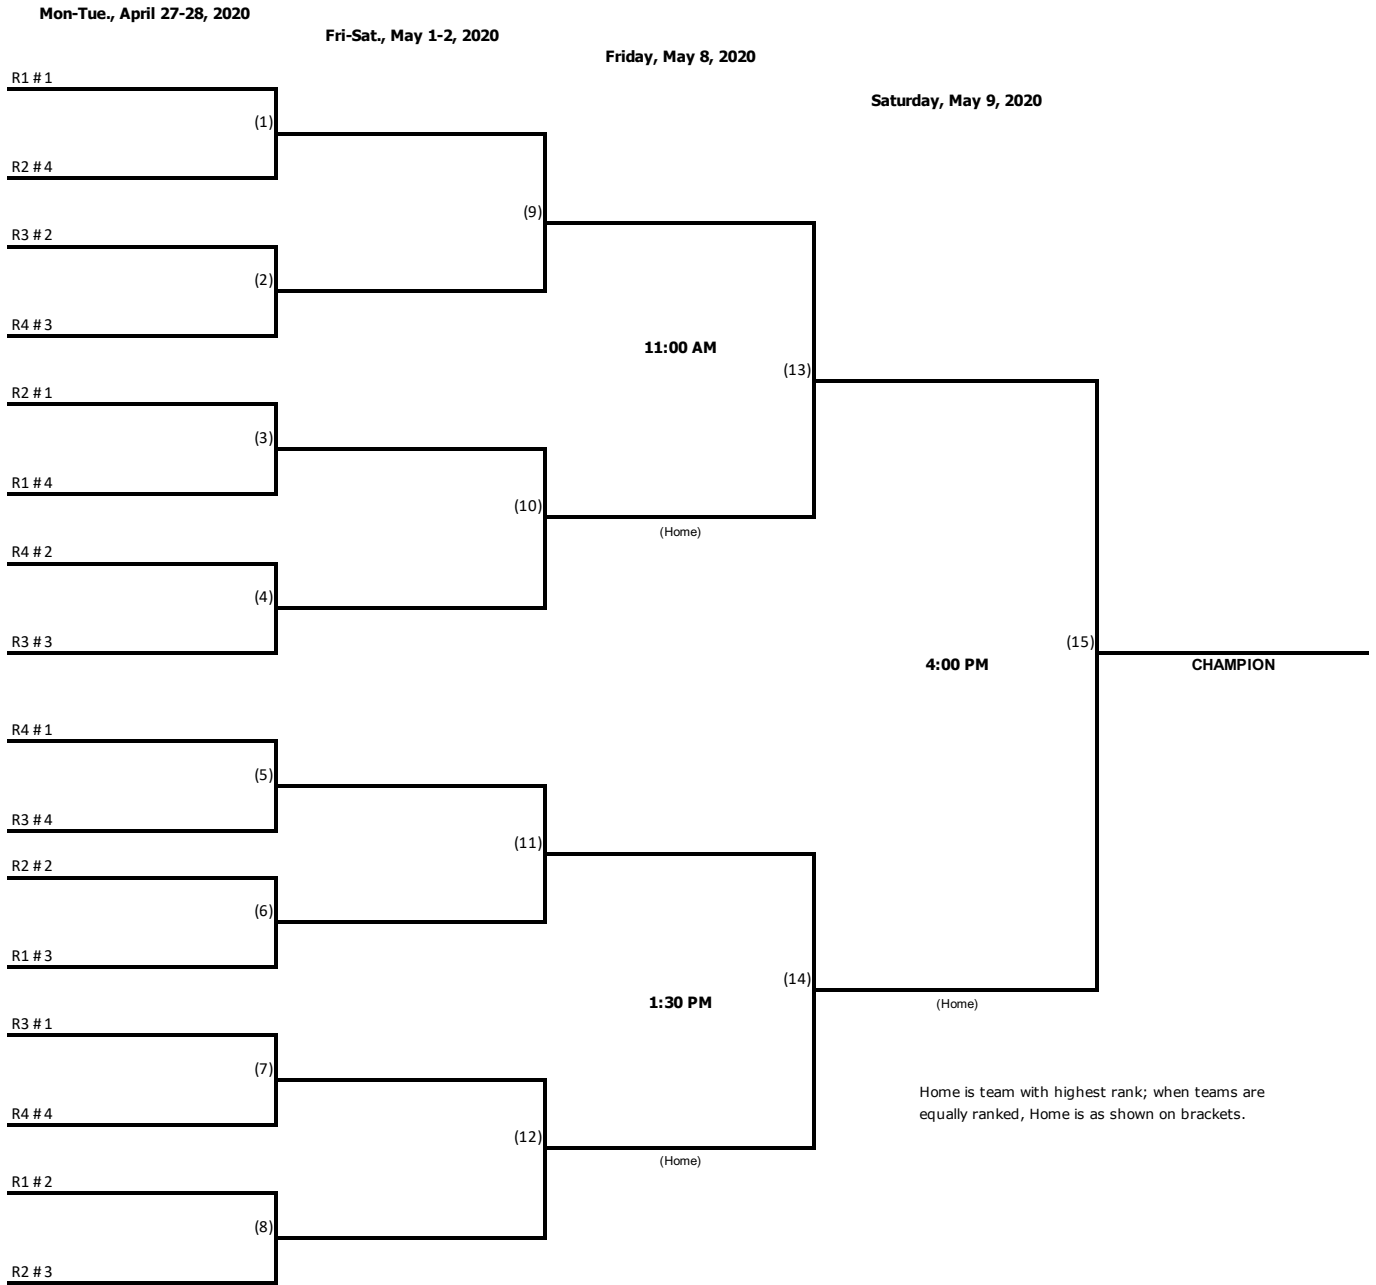 Mon-Tue., April 27-28, 2020
Fri-Sat., May 1-2, 2020
Friday, May 8, 2020
Saturday, May 9, 2020
R1 #1
(1)
R2 #4
(9)
R3 #2
(2)
R4 #3
11:00 AM
(13)
R2 #1
(3)
R1 #4
(10)
(Home)
R4 #2
(4)
R3 #3
(15)
4:00 PM
CHAMPION
R4 #1
(5)
R3 #4
(11)
R2 #2
(6)
R1 #3
(14)
1:30 PM
(Home)
R3 #1
(7)
R4 #4
Home is team with highest rank; when teams are
equally ranked, Home is as shown on brackets.
(12)
(Home)
R1 #2
(8)
R2 #3